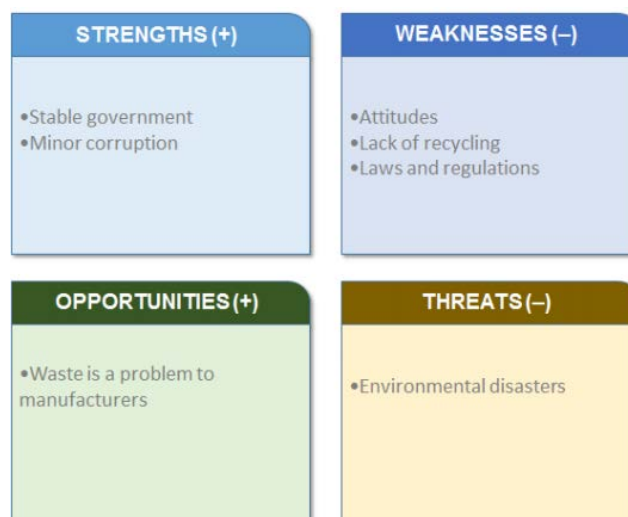 STRENGTHS (+)
•Stable government
•Minor corruption
WEAKNESSES (–)
•Attitudes
•Lack of recycling
•Laws and regulations
OPPORTUNITIES (+)
•Waste is a problem to
manufacturers
THREATS (–)
•Environmental disasters